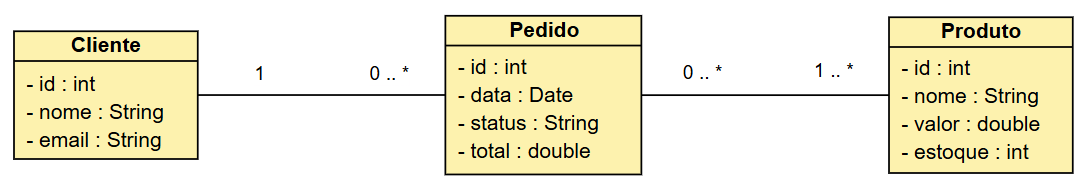 Cliente
- id : int
- nome : String
- email : String
1
0 .. *
Pedido
- id : int
- data : Date
- status : String
- total : double
0 .. *
1 .. *
Produto
- id : int
- nome : String
- valor : double
- estoque : int